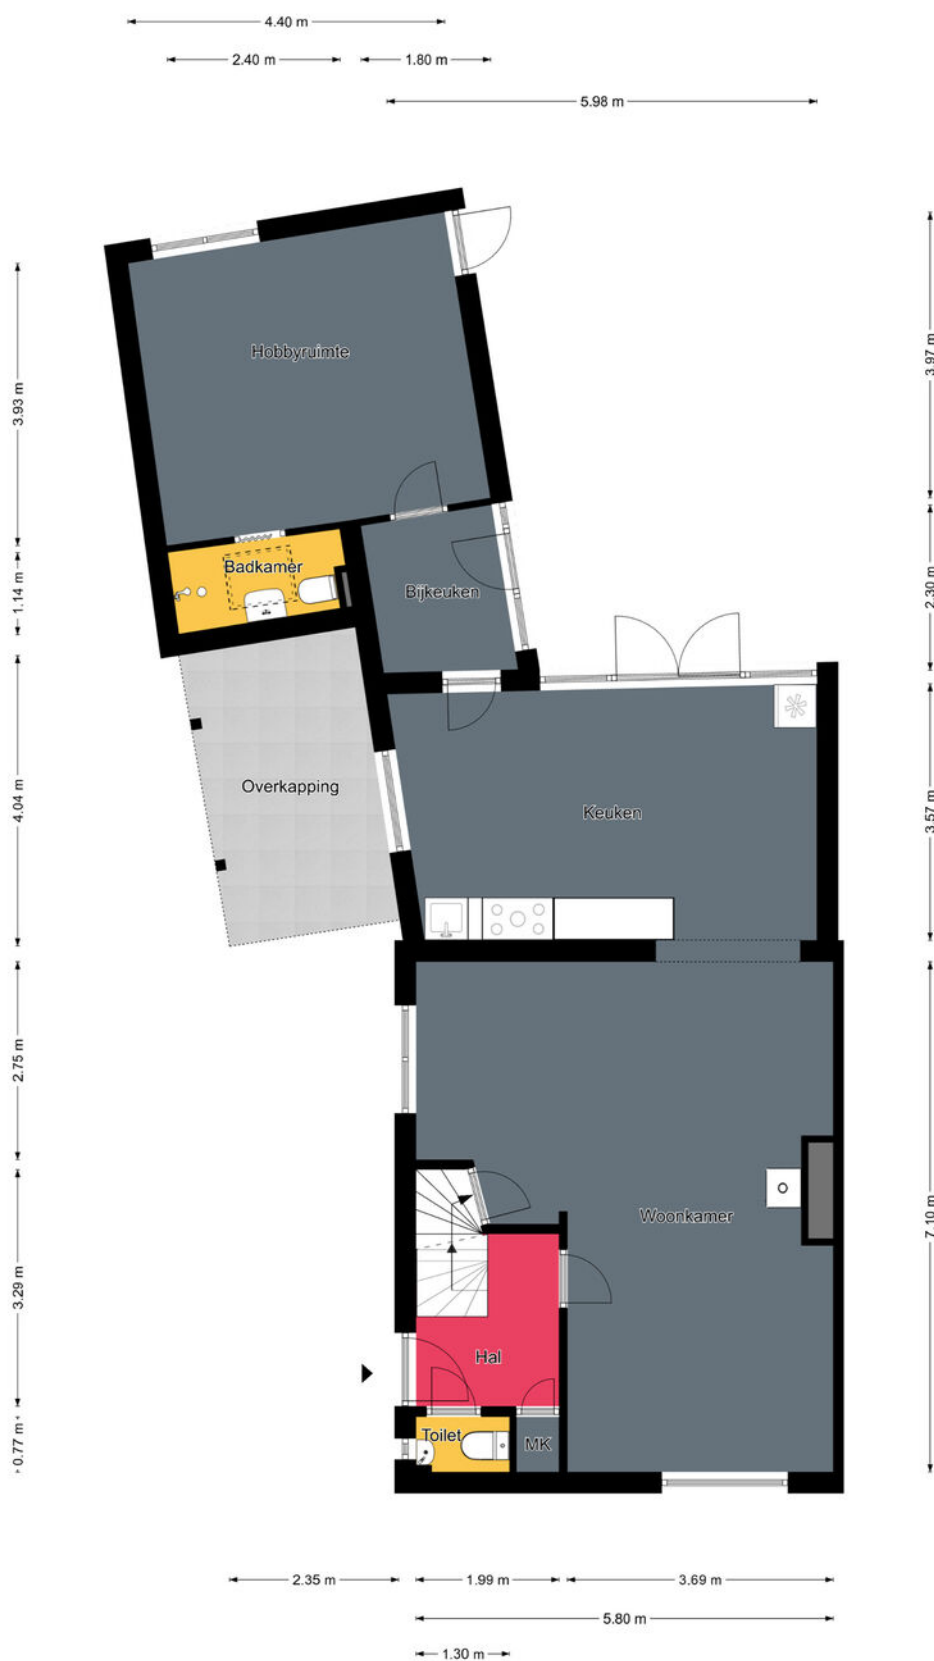 4.40 m
2.40 m
1.80 m
5.98 m
Hobbyruimte
3.97 m
3.93 m
Badkamer
Bijkeuken
1.14 m
2.30 m
Overkapping
Keuken
4.04 m
3.57 m
2.75 m
Woonkamer
7.10 m
3.29 m
Hal
Toilet
MK
0.77 m
2.35 m
1.99 m
3.69 m
5.80 m
1.30 m